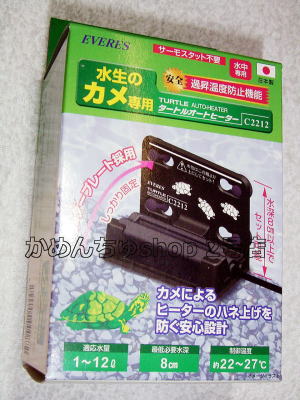 EVERES
サーモスタット不要
水中専用
日本製
水生の
カメ専用
安全 過昇温度防止機能
TURTLE AUTO-HEATER
タートルオートヒーター C2212
カバープレート採用
しっかり固定
EVERES
C2212
水深8cm以上で
セット可能
かめんちゅshop
カメによる
ヒーターのハネ上げを
防ぐ安心設計
適応水量
1〜12ℓ
最低必要水深
8cm
制御温度
約22〜27℃